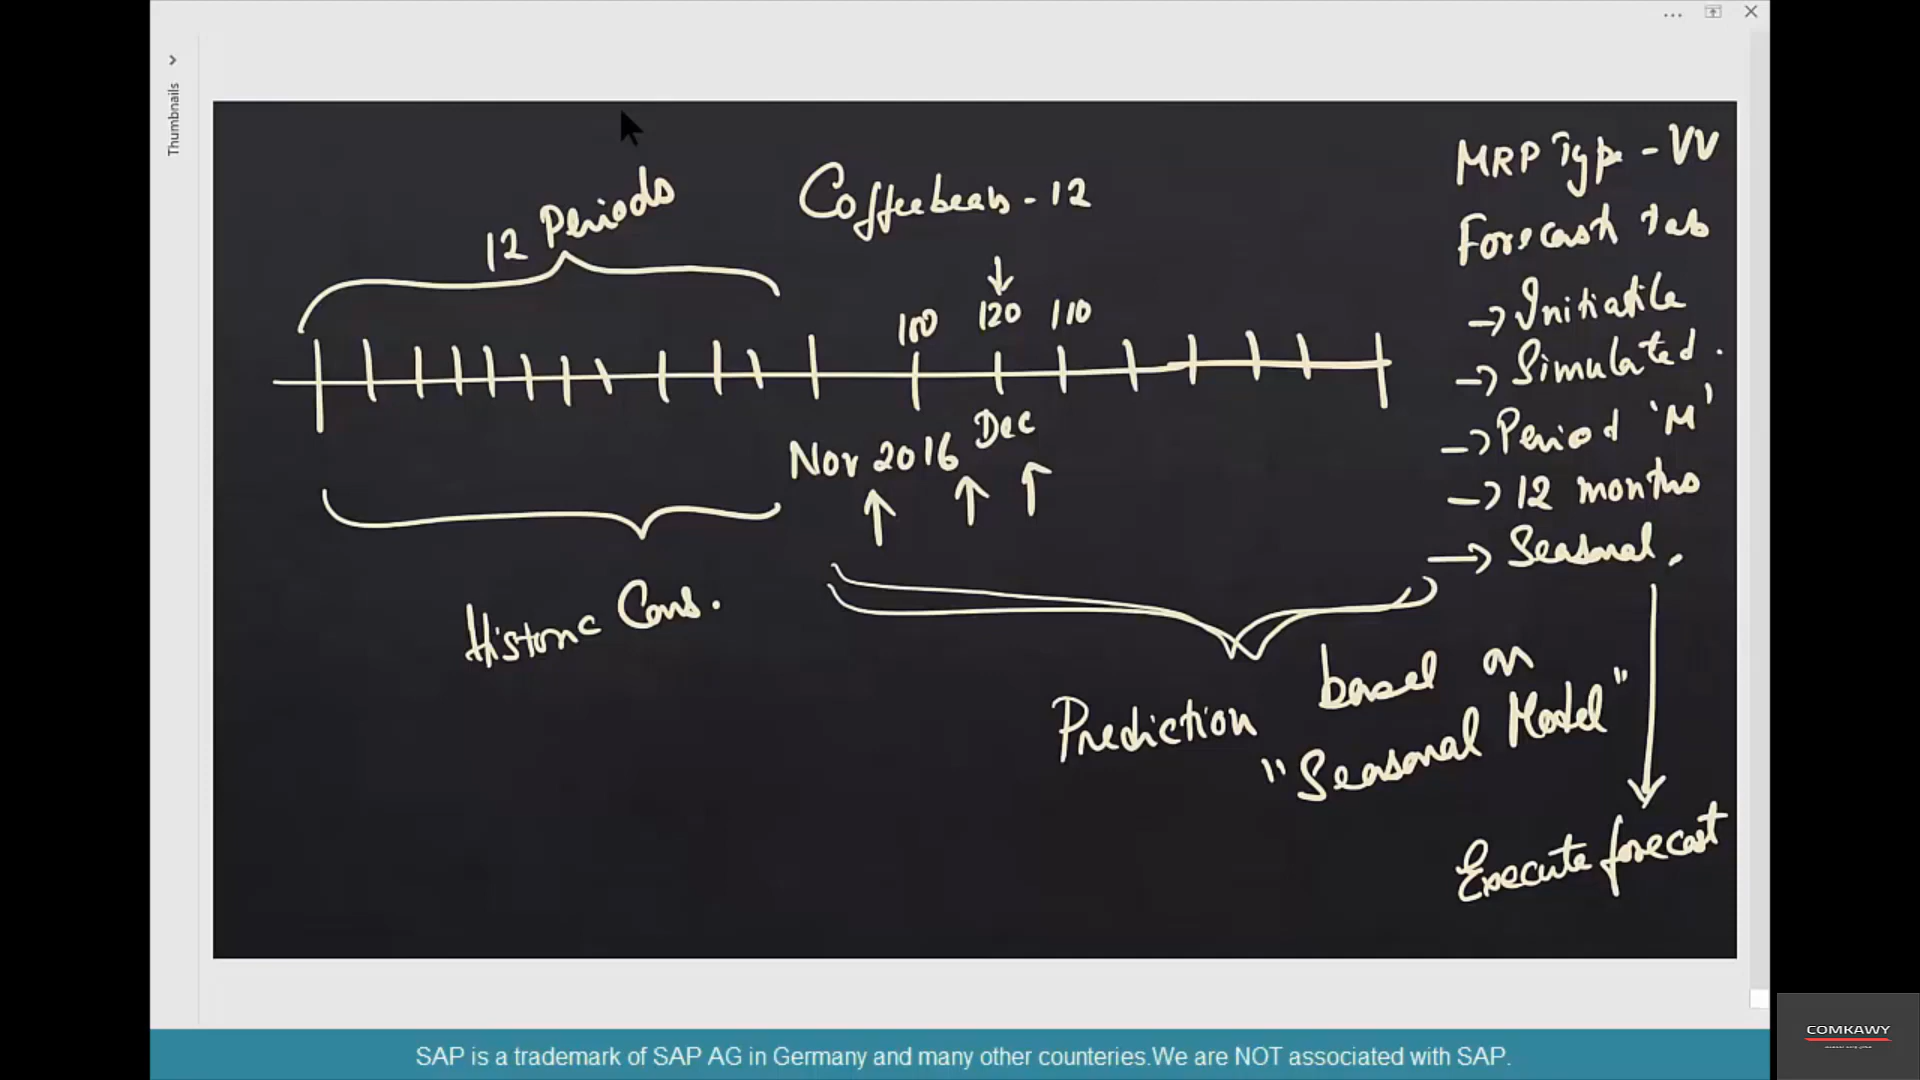 Thumbnails
12 Periods
Coffeebeans - 12
100 120 110
Nov 2016 Dec
Historic Cons.
Prediction based on
"Seasonal Model"
MRP Type - VV
Forecast tab
→
→ Simulated.
→ Period 'M'
→ 12 months
→ Seasonal.
Execute forecast
SAP is a trademark of SAP AG in Germany and many other counteries.We are NOT associated with SAP.
COMKAWY